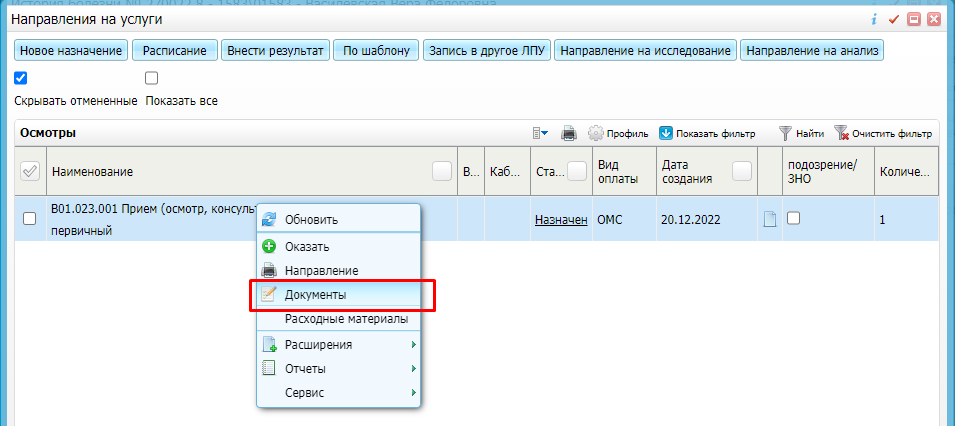 Направления на услуги
Новое назначение Расписание Внести результат По шаблону Запись в другое ЛПУ Направление на исследование Направление на анализ
Скрывать отмененные Показать все
Осмотры Профиль Показать фильтр Найти Очистить фильтр
Наименование В... Каб... Ста... Вид оплаты Дата создания подозрение/ЗНО Количе...
B01.023.001 Прием (осмотр, консульт
первичный
Назначен ОМС 20.12.2022 1
Обновить
Оказать
Направление
Документы
Расходные материалы
Расширения
Отчеты
Сервис